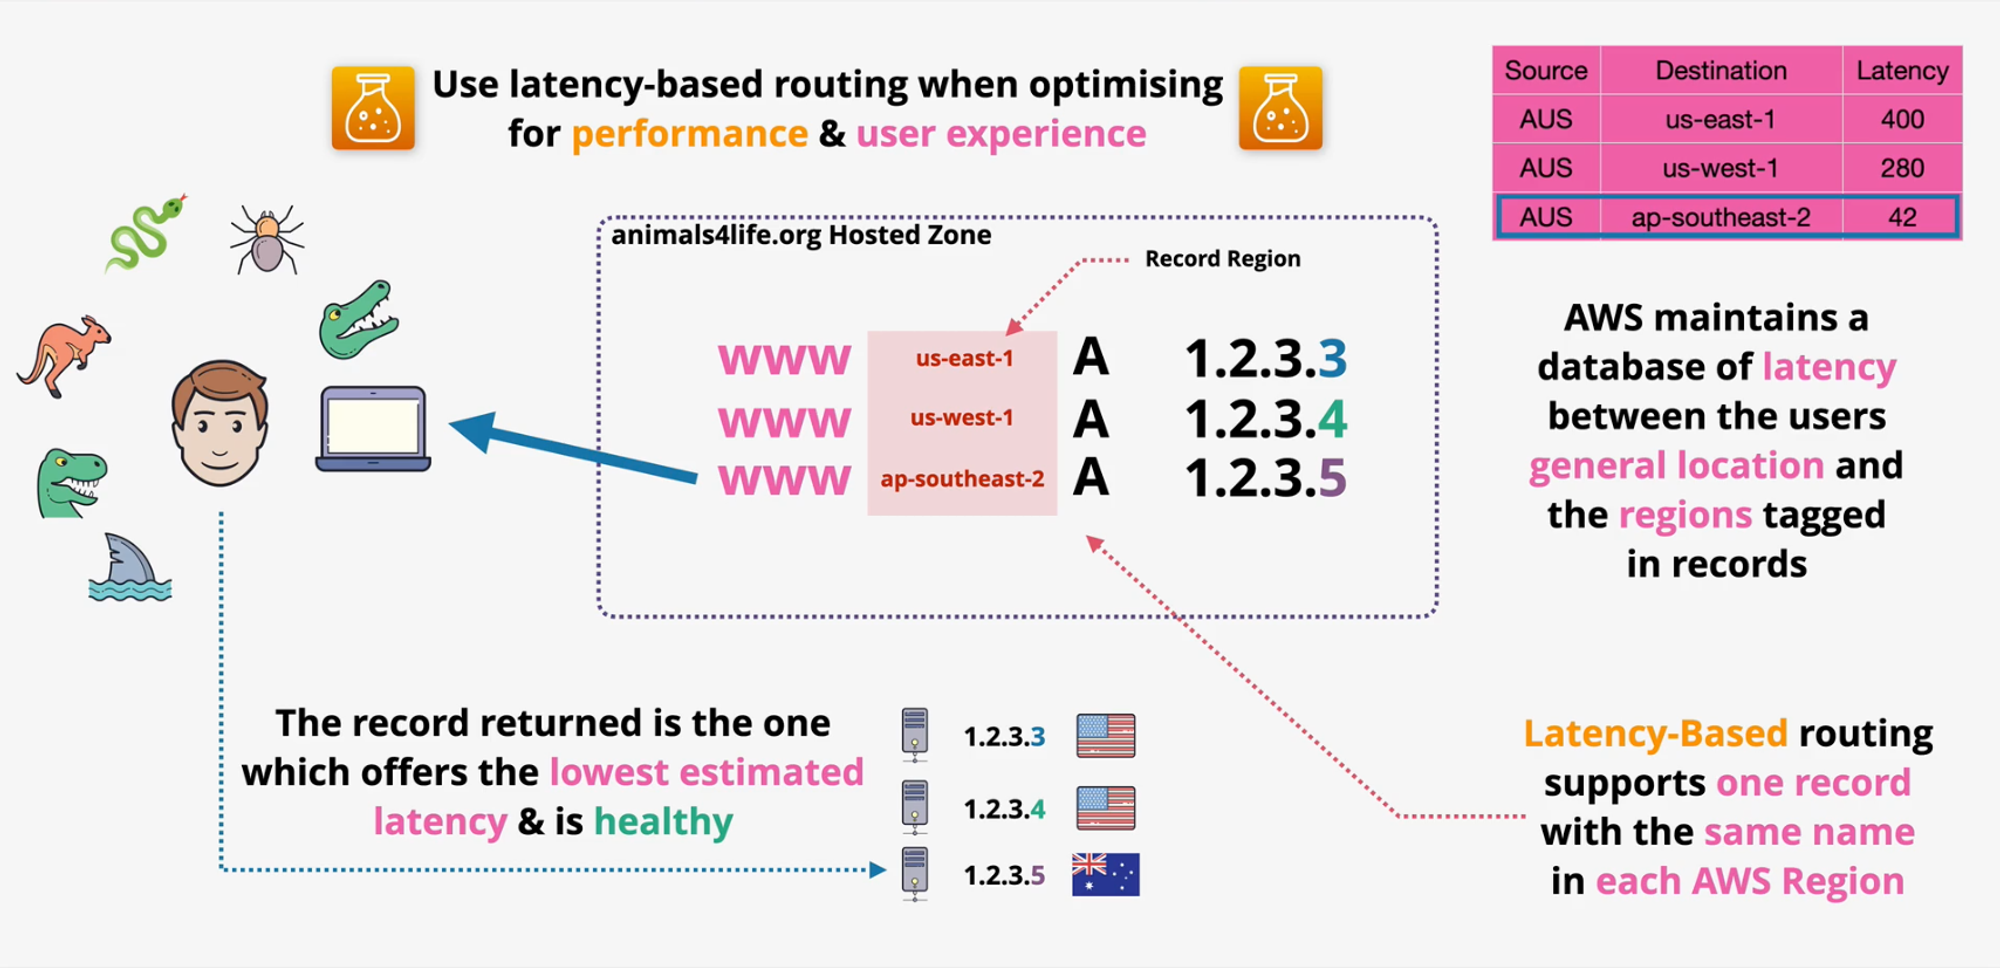 Use latency-based routing when optimising
for performance & user experience
Source Destination Latency
AUS us-east-1 400
AUS us-west-1 280
AUS ap-southeast-2 42
animals4life.org Hosted Zone
Record Region
www us-east-1 A 1.2.3.3
www us-west-1 A 1.2.3.4
www ap-southeast-2 A 1.2.3.5
AWS maintains a
database of latency
between the users
general location and
the regions tagged
in records
The record returned is the one
which offers the lowest estimated
latency & is healthy
1.2.3.3
1.2.3.4
1.2.3.5
Latency-Based routing
supports one record
with the same name
in each AWS Region